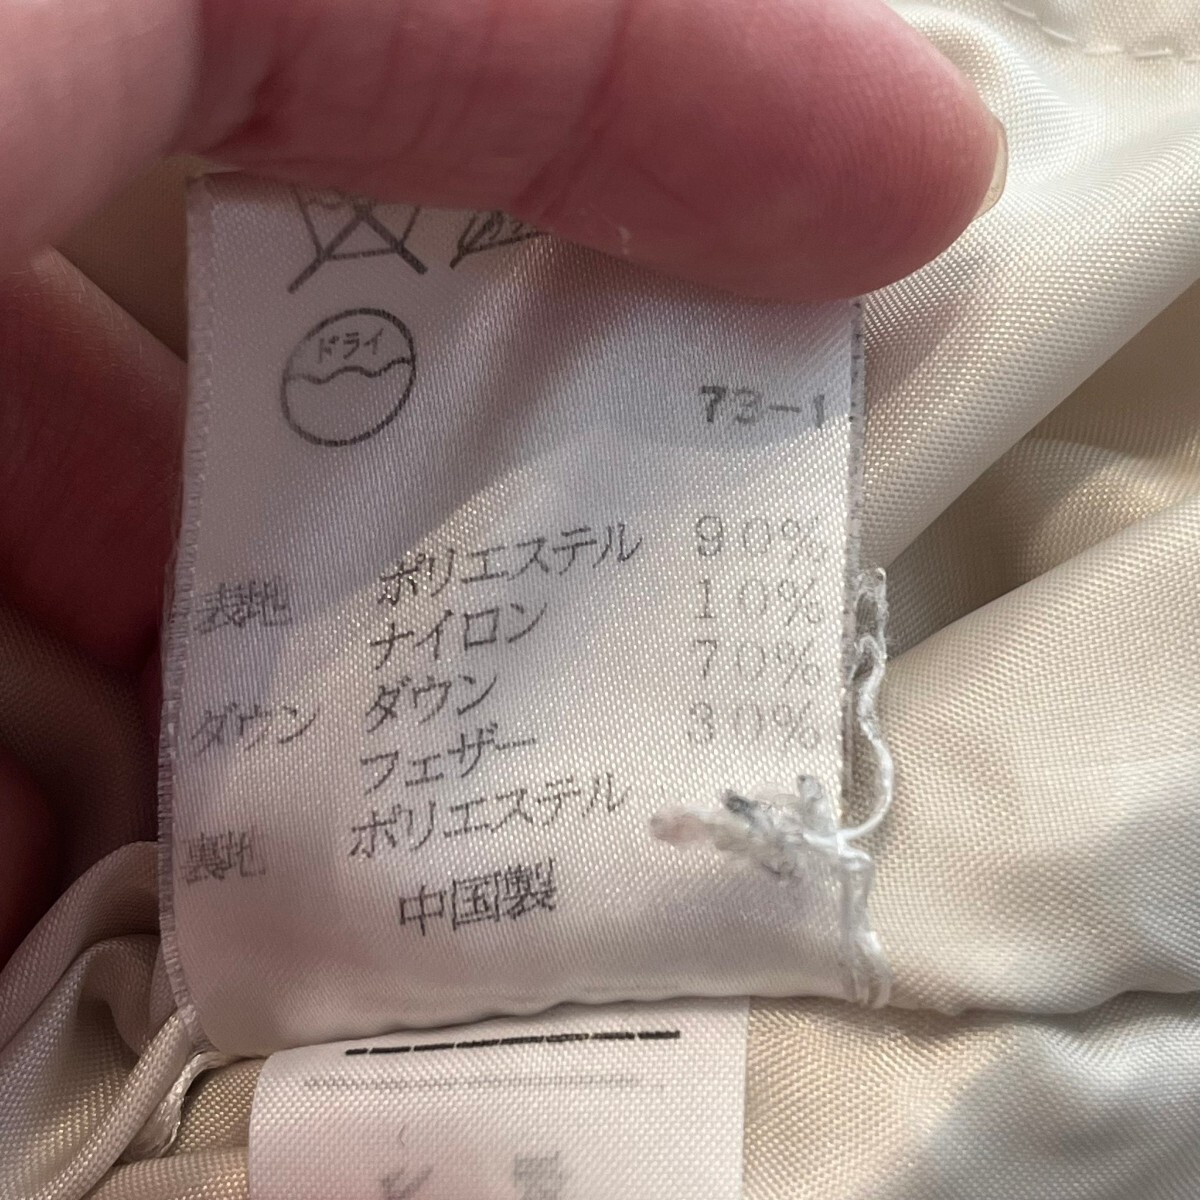 ドライ
73-1
表地 ポリエステル 90%
ナイロン 10%
ダウン ダウン 70%
フェザー 30%
裏地 ポリエステル
中国製